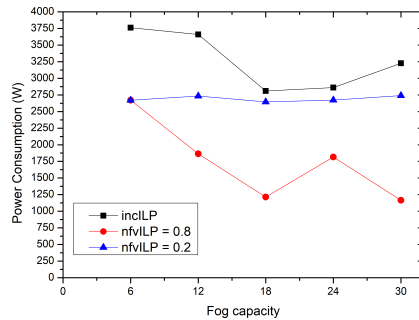 4000
3750
3500
3250
3000
2750
2500
2250
2000
1750
1500
1250
1000
750
500
250
0
Power Consumption (W)
incILP
nfvILP = 0.8
nfvILP = 0.2
0 6 12 18 24 30
Fog capacity